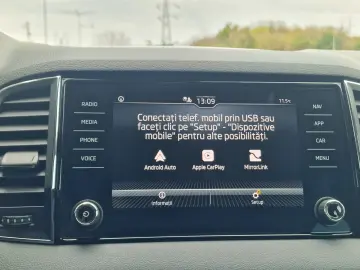 RADIO
MEDIA
PHONE
VOICE
13:09
11.5°c
Conectați telef. mobil prin USB sau
faceți clic pe "Setup" - "Dispozitive
mobile" pentru alte posibilități.
Android Auto
Apple CarPlay
MirrorLink
Informații
Setup
NAV
APP
CAR
MENU